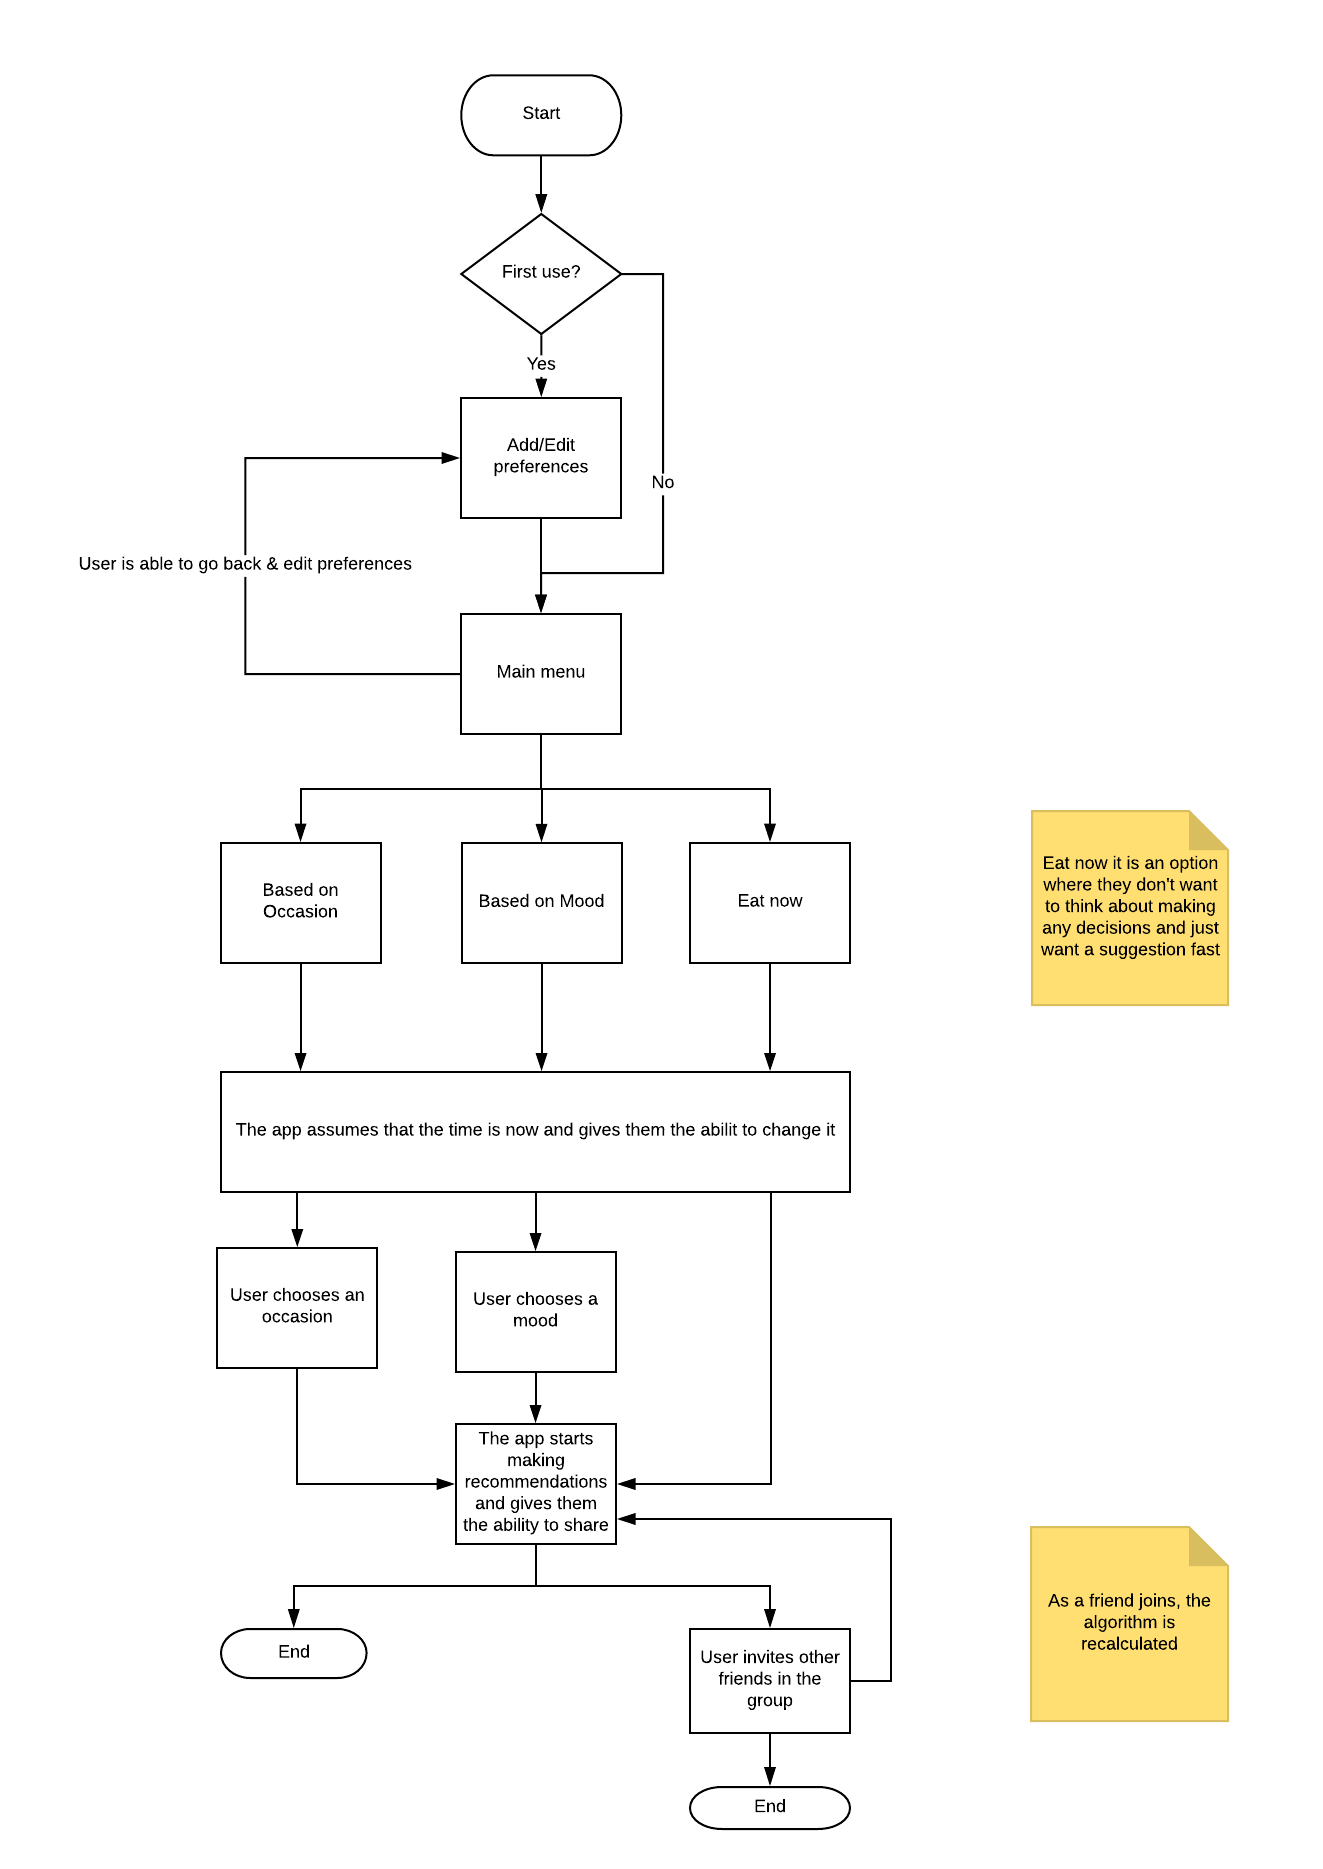 Start
First use?
Yes
Add/Edit
preferences
No
User is able to go back & edit preferences
Main menu
Based on
Occasion
Based on Mood
Eat now
Eat now it is an option
where they don't want
to think about making
any decisions and just
want a suggestion fast
The app assumes that the time is now and gives them the abilit to change it
User chooses an
occasion
User chooses a
mood
The app starts
making
recommendations
and gives them
the ability to share
As a friend joins, the
algorithm is
recalculated
End
User invites other
friends in the
group
End